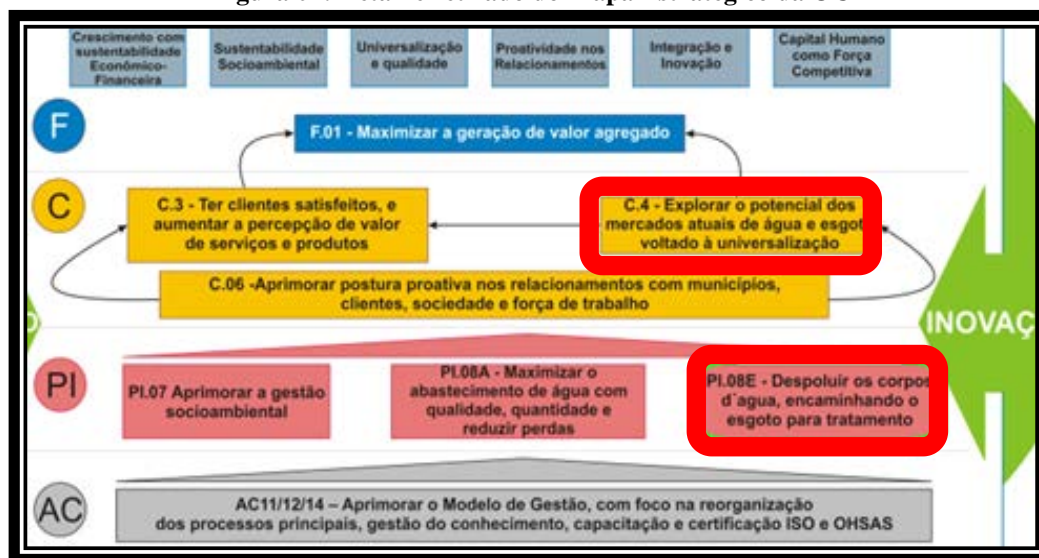 Crescimento com
sustentabilidade
Econômico-
Financeira
Sustentabilidade
Socioambiental
Universalização
e qualidade
Proatividade nos
Relacionamentos
Integração e
Inovação
Capital Humano
como Força
Competitiva
F
F.01 - Maximizar a geração de valor agregado
C
C.3 - Ter clientes satisfeitos, e
aumentar a percepção de valor
de serviços e produtos
C.4 - Explorar o potencial dos
mercados atuais de água e esgot
voltado à universalização
C.06 -Aprimorar postura proativa nos relacionamentos com municípios,
clientes, sociedade e força de trabalho
INOVAÇ
PI
PI.07 Aprimorar a gestão
socioambiental
PI.08A - Maximizar o
abastecimento de água com
qualidade, quantidade e
reduzir perdas
PI.08E - Despoluir os corpos
d´agua, encaminhando o
esgoto para tratamento
AC
AC11/12/14 – Aprimorar o Modelo de Gestão, com foco na reorganização
dos processos principais, gestão do conhecimento, capacitação e certificação ISO e OHSAS